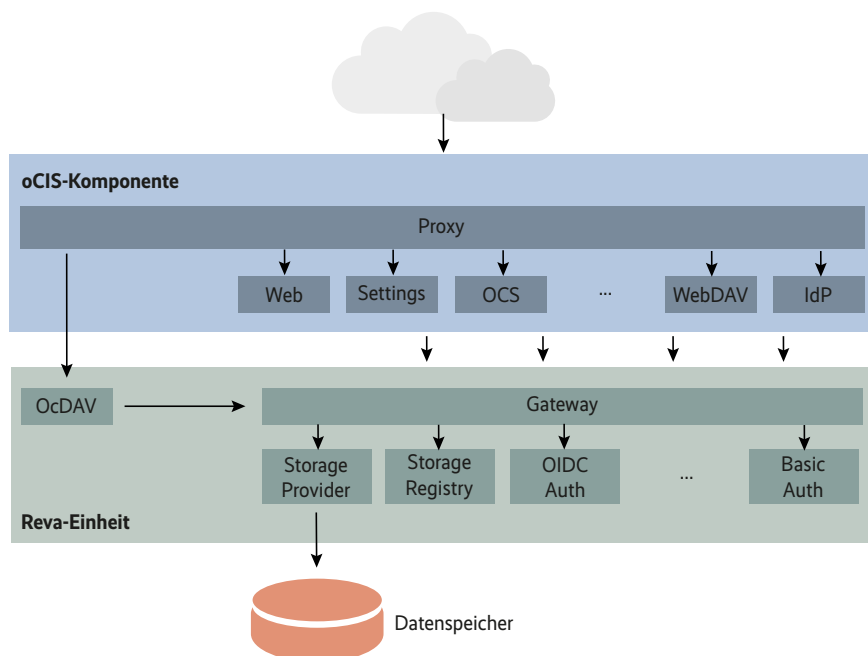 oCIS-Komponente
Proxy
Web
Settings
OCS
...
WebDAV
IdP
OcDAV
Gateway
Storage
Provider
Storage
Registry
OIDC
Auth
...
Basic
Auth
Reva-Einheit
Datenspeicher